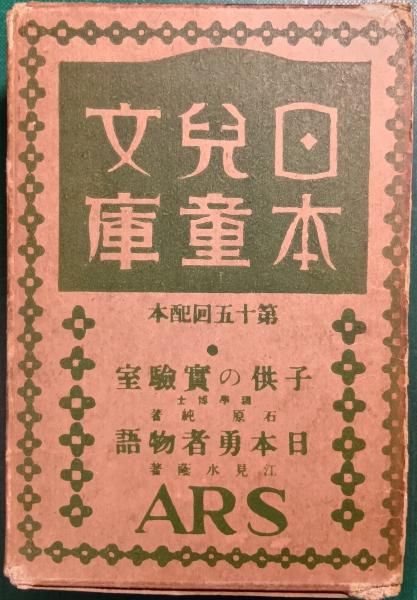 日本
兒童
文庫
第十五回配本
子供の實驗室
理學博士
石原純著
日本勇者物語
江見水蔭著
ARS